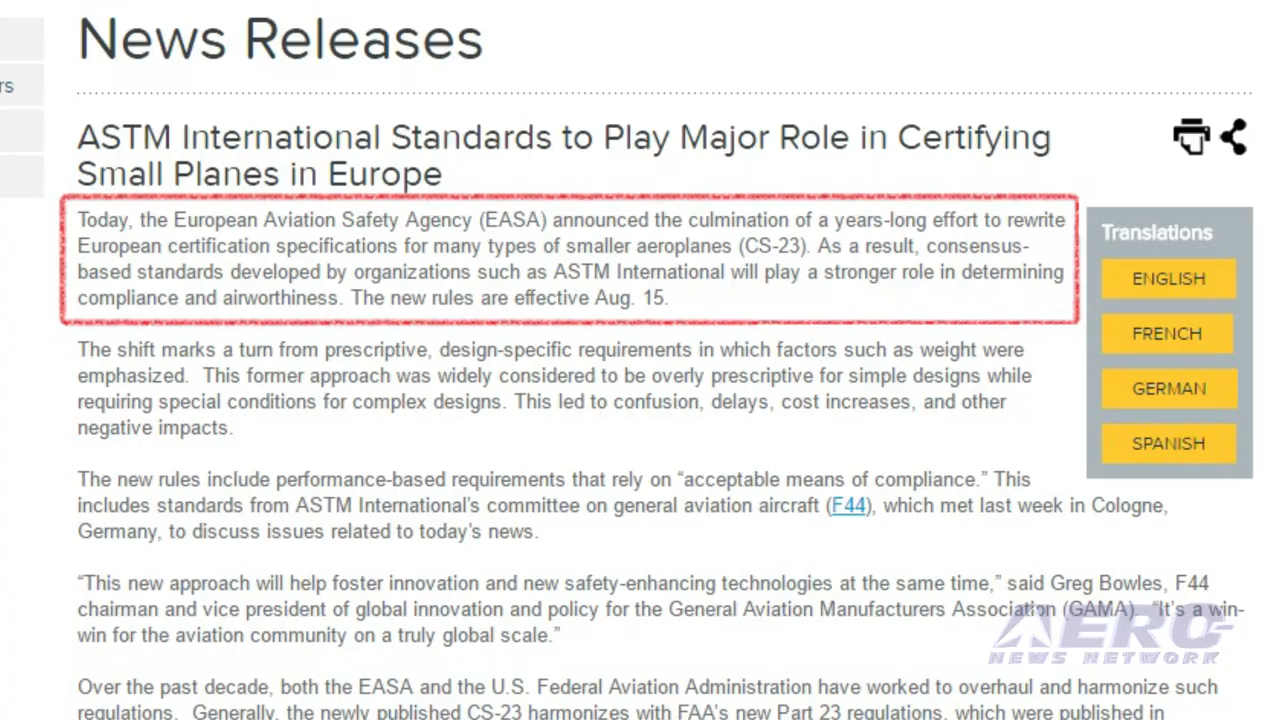 News Releases
rs
ASTM International Standards to Play Major Role in Certifying
Small Planes in Europe
Today, the European Aviation Safety Agency (EASA) announced the culmination of a years-long effort to rewrite
European certification specifications for many types of smaller aeroplanes (CS-23). As a result, consensus-
based standards developed by organizations such as ASTM International will play a stronger role in determining
compliance and airworthiness. The new rules are effective Aug. 15.
Translations
ENGLISH
FRENCH
GERMAN
SPANISH
The shift marks a turn from prescriptive, design-specific requirements in which factors such as weight were
emphasized. This former approach was widely considered to be overly prescriptive for simple designs while
requiring special conditions for complex designs. This led to confusion, delays, cost increases, and other
negative impacts.
The new rules include performance-based requirements that rely on “acceptable means of compliance.” This
includes standards from ASTM International’s committee on general aviation aircraft (F44), which met last week in Cologne,
Germany, to discuss issues related to today’s news.
“This new approach will help foster innovation and new safety-enhancing technologies at the same time,” said Greg Bowles, F44
chairman and vice president of global innovation and policy for the General Aviation Manufacturers Association (GAMA). “It’s a win-
win for the aviation community on a truly global scale.”
AERO
NEWS NETWORK
Over the past decade, both the EASA and the U.S. Federal Aviation Administration have worked to overhaul and harmonize such
regulations. Generally, the newly published CS-23 harmonizes with FAA’s new Part 23 regulations, which were published in